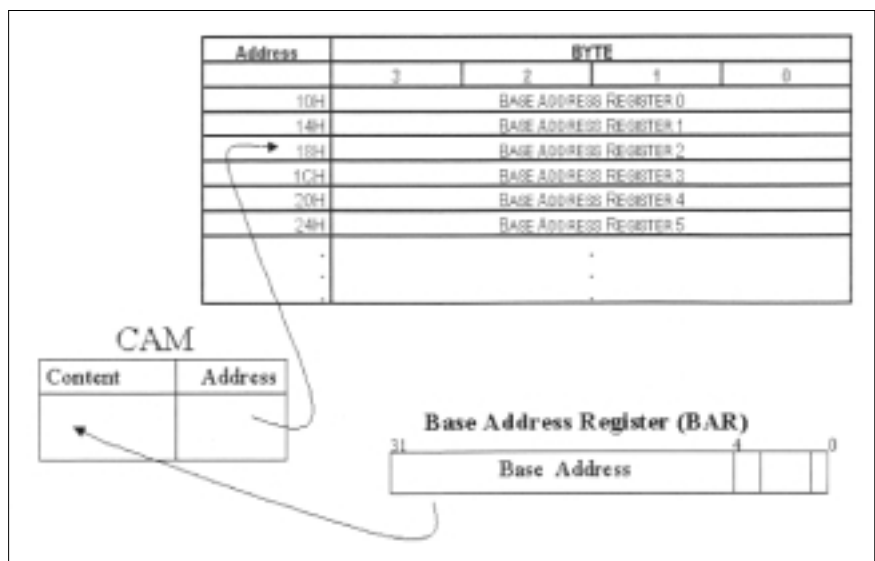 Address BYTE
3 2 1 0
10H BASE ADDRESS REGISTER 0
14H BASE ADDRESS REGISTER 1
18H BASE ADDRESS REGISTER 2
1CH BASE ADDRESS REGISTER 3
20H BASE ADDRESS REGISTER 4
24H BASE ADDRESS REGISTER 5
CAM
Content Address
Base Address Register (BAR)
31 4 0
Base Address